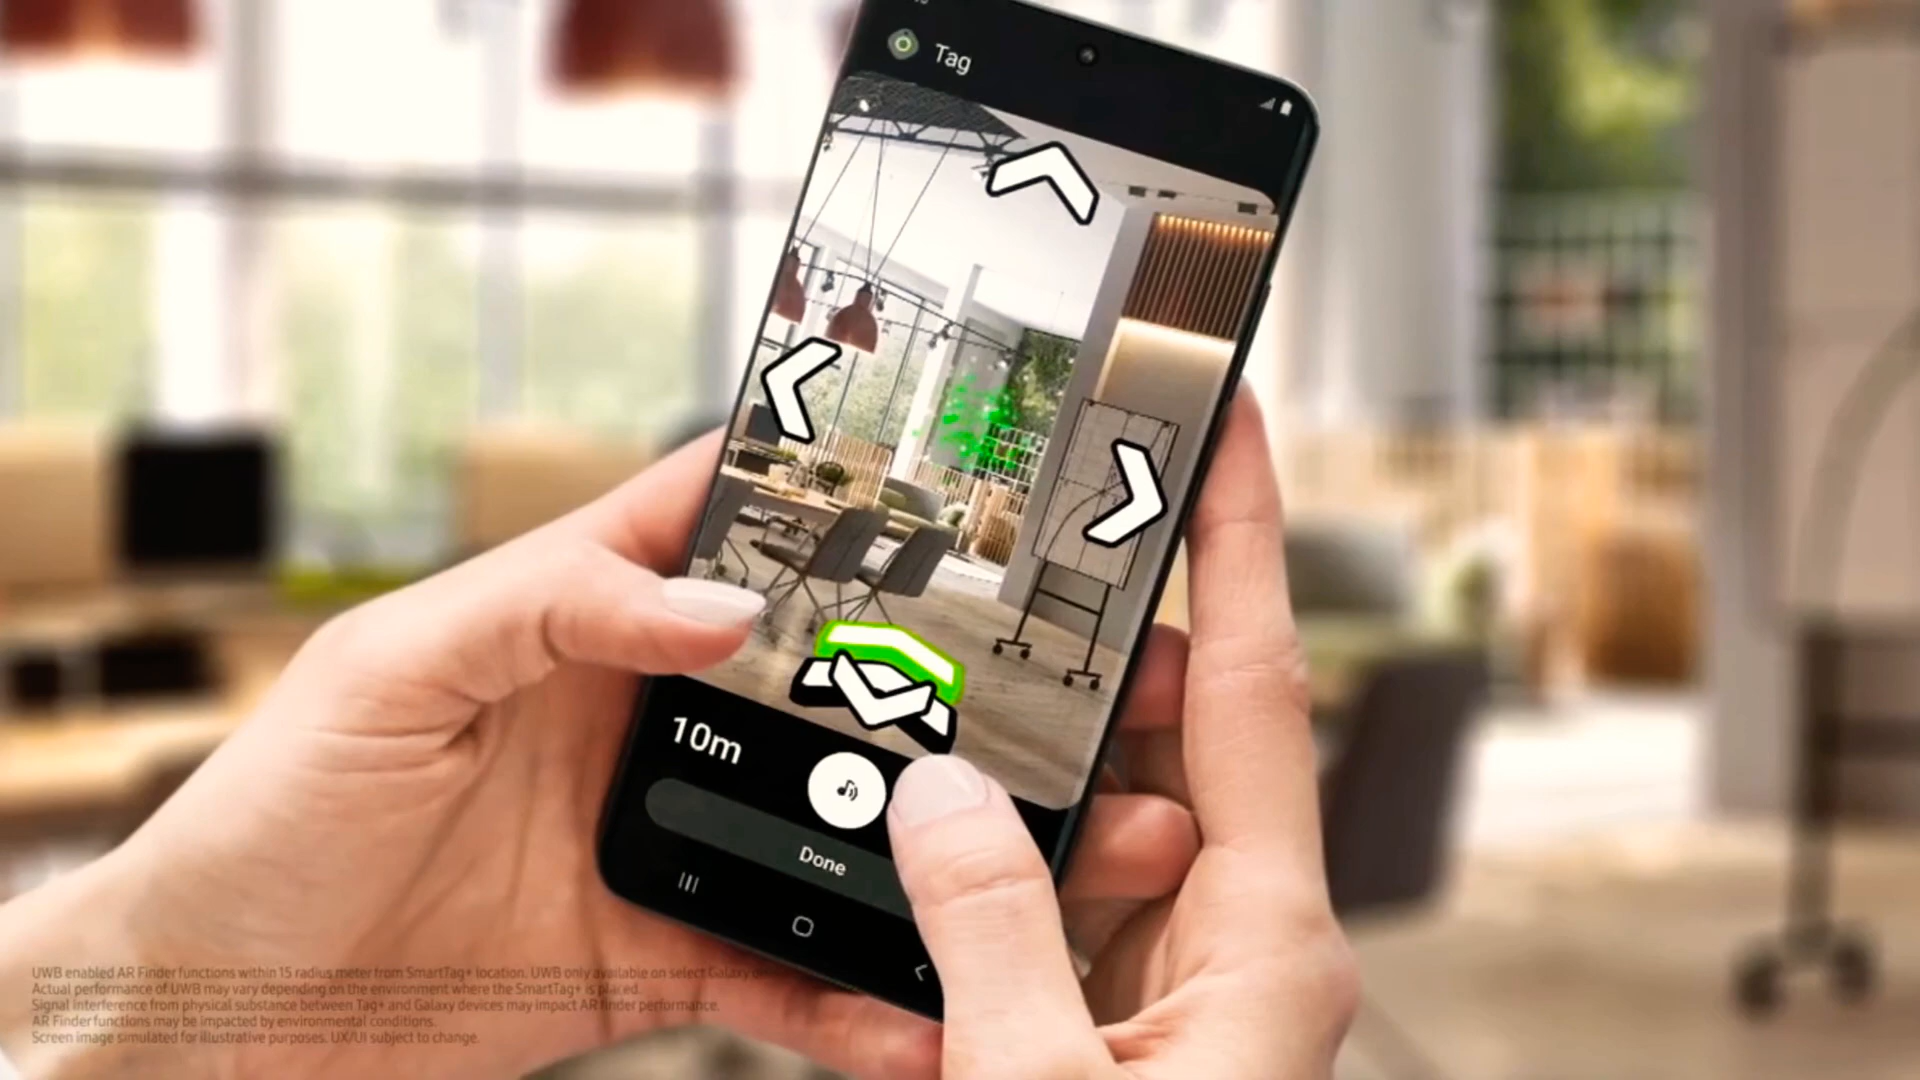 Tag
10m
Done
UWB enabled AR Finder functions within 15 radius meter from SmartTag+ location. UWB only available on select Galaxy
Actual performance of UWB may vary depending on the environment where the SmartTag+ is placed.
Signal interference from physical substance between Tag+ and Galaxy devices may impact AR finder performance.
AR Finder functions may be impacted by environmental conditions.
Screen image simulated for illustrative purposes. UX/UI subject to change.